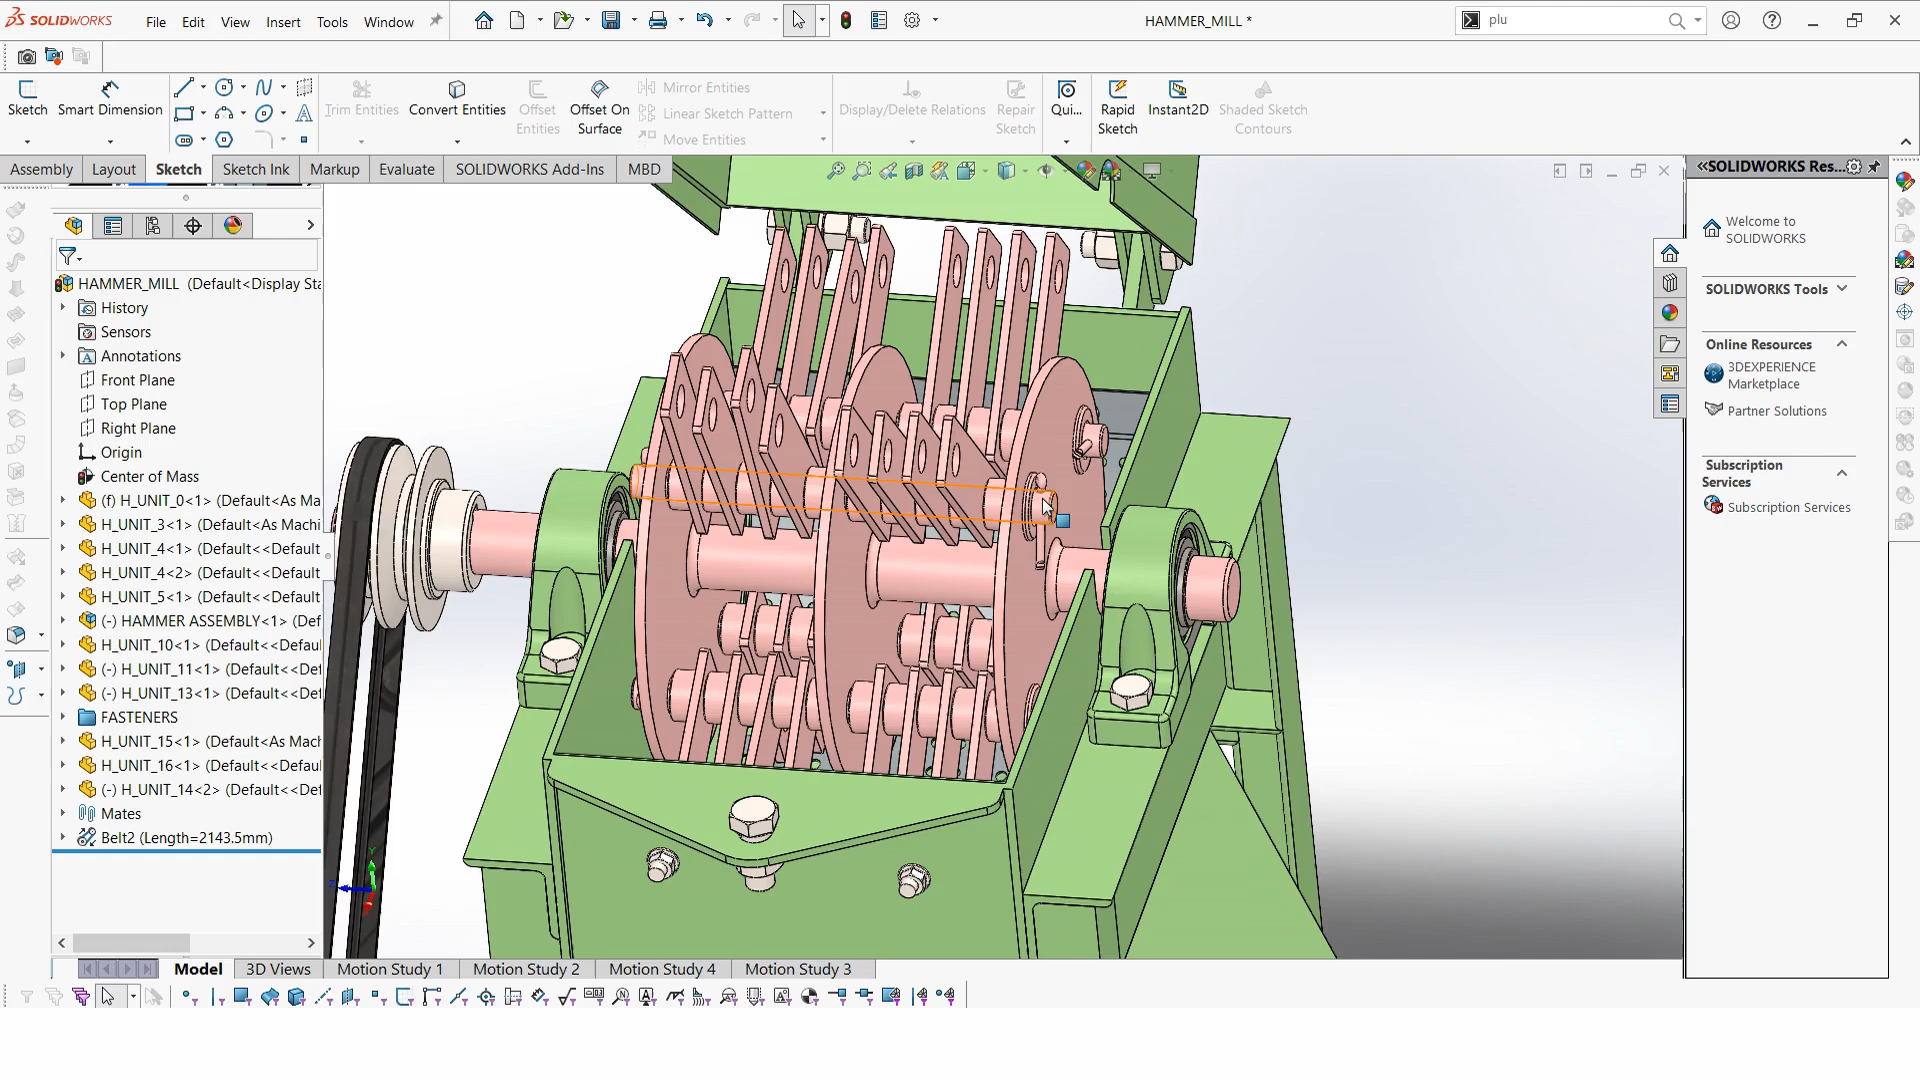 SOLIDWORKS
File Edit View Insert Tools Window
HAMMER_MILL *
plu
Sketch
Smart Dimension
Trim Entities
Convert Entities
Offset
Entities
Offset On
Surface
Mirror Entities
Linear Sketch Pattern
Move Entities
Display/Delete Relations
Repair
Sketch
Qui...
Rapid
Sketch
Instant2D
Shaded Sketch
Contours
Assembly Layout Sketch Sketch Ink Markup Evaluate SOLIDWORKS Add-Ins MBD
HAMMER_MILL (Default<Display Sta
History
Sensors
Annotations
Front Plane
Top Plane
Right Plane
Origin
Center of Mass
(f) H_UNIT_0<1> (Default<As Ma
H_UNIT_3<1> (Default<As Machi
H_UNIT_4<1> (Default<<Default
H_UNIT_4<2> (Default<<Default
H_UNIT_5<1> (Default<<Default
(-) HAMMER ASSEMBLY<1> (Def
H_UNIT_10<1> (Default<<Default
(-) H_UNIT_11<1> (Default<<Def
(-) H_UNIT_13<1> (Default<<Def
FASTENERS
H_UNIT_15<1> (Default<As Mach
H_UNIT_16<1> (Default<<Defaul
(-) H_UNIT_14<2> (Default<<Def
Mates
Belt2 (Length=2143.5mm)
Y
Z
SOLIDWORKS Res...
Welcome to
SOLIDWORKS
SOLIDWORKS Tools
Online Resources
3DEXPERIENCE
Marketplace
Partner Solutions
Subscription
Services
Subscription Services
Model 3D Views Motion Study 1 Motion Study 2 Motion Study 4 Motion Study 3